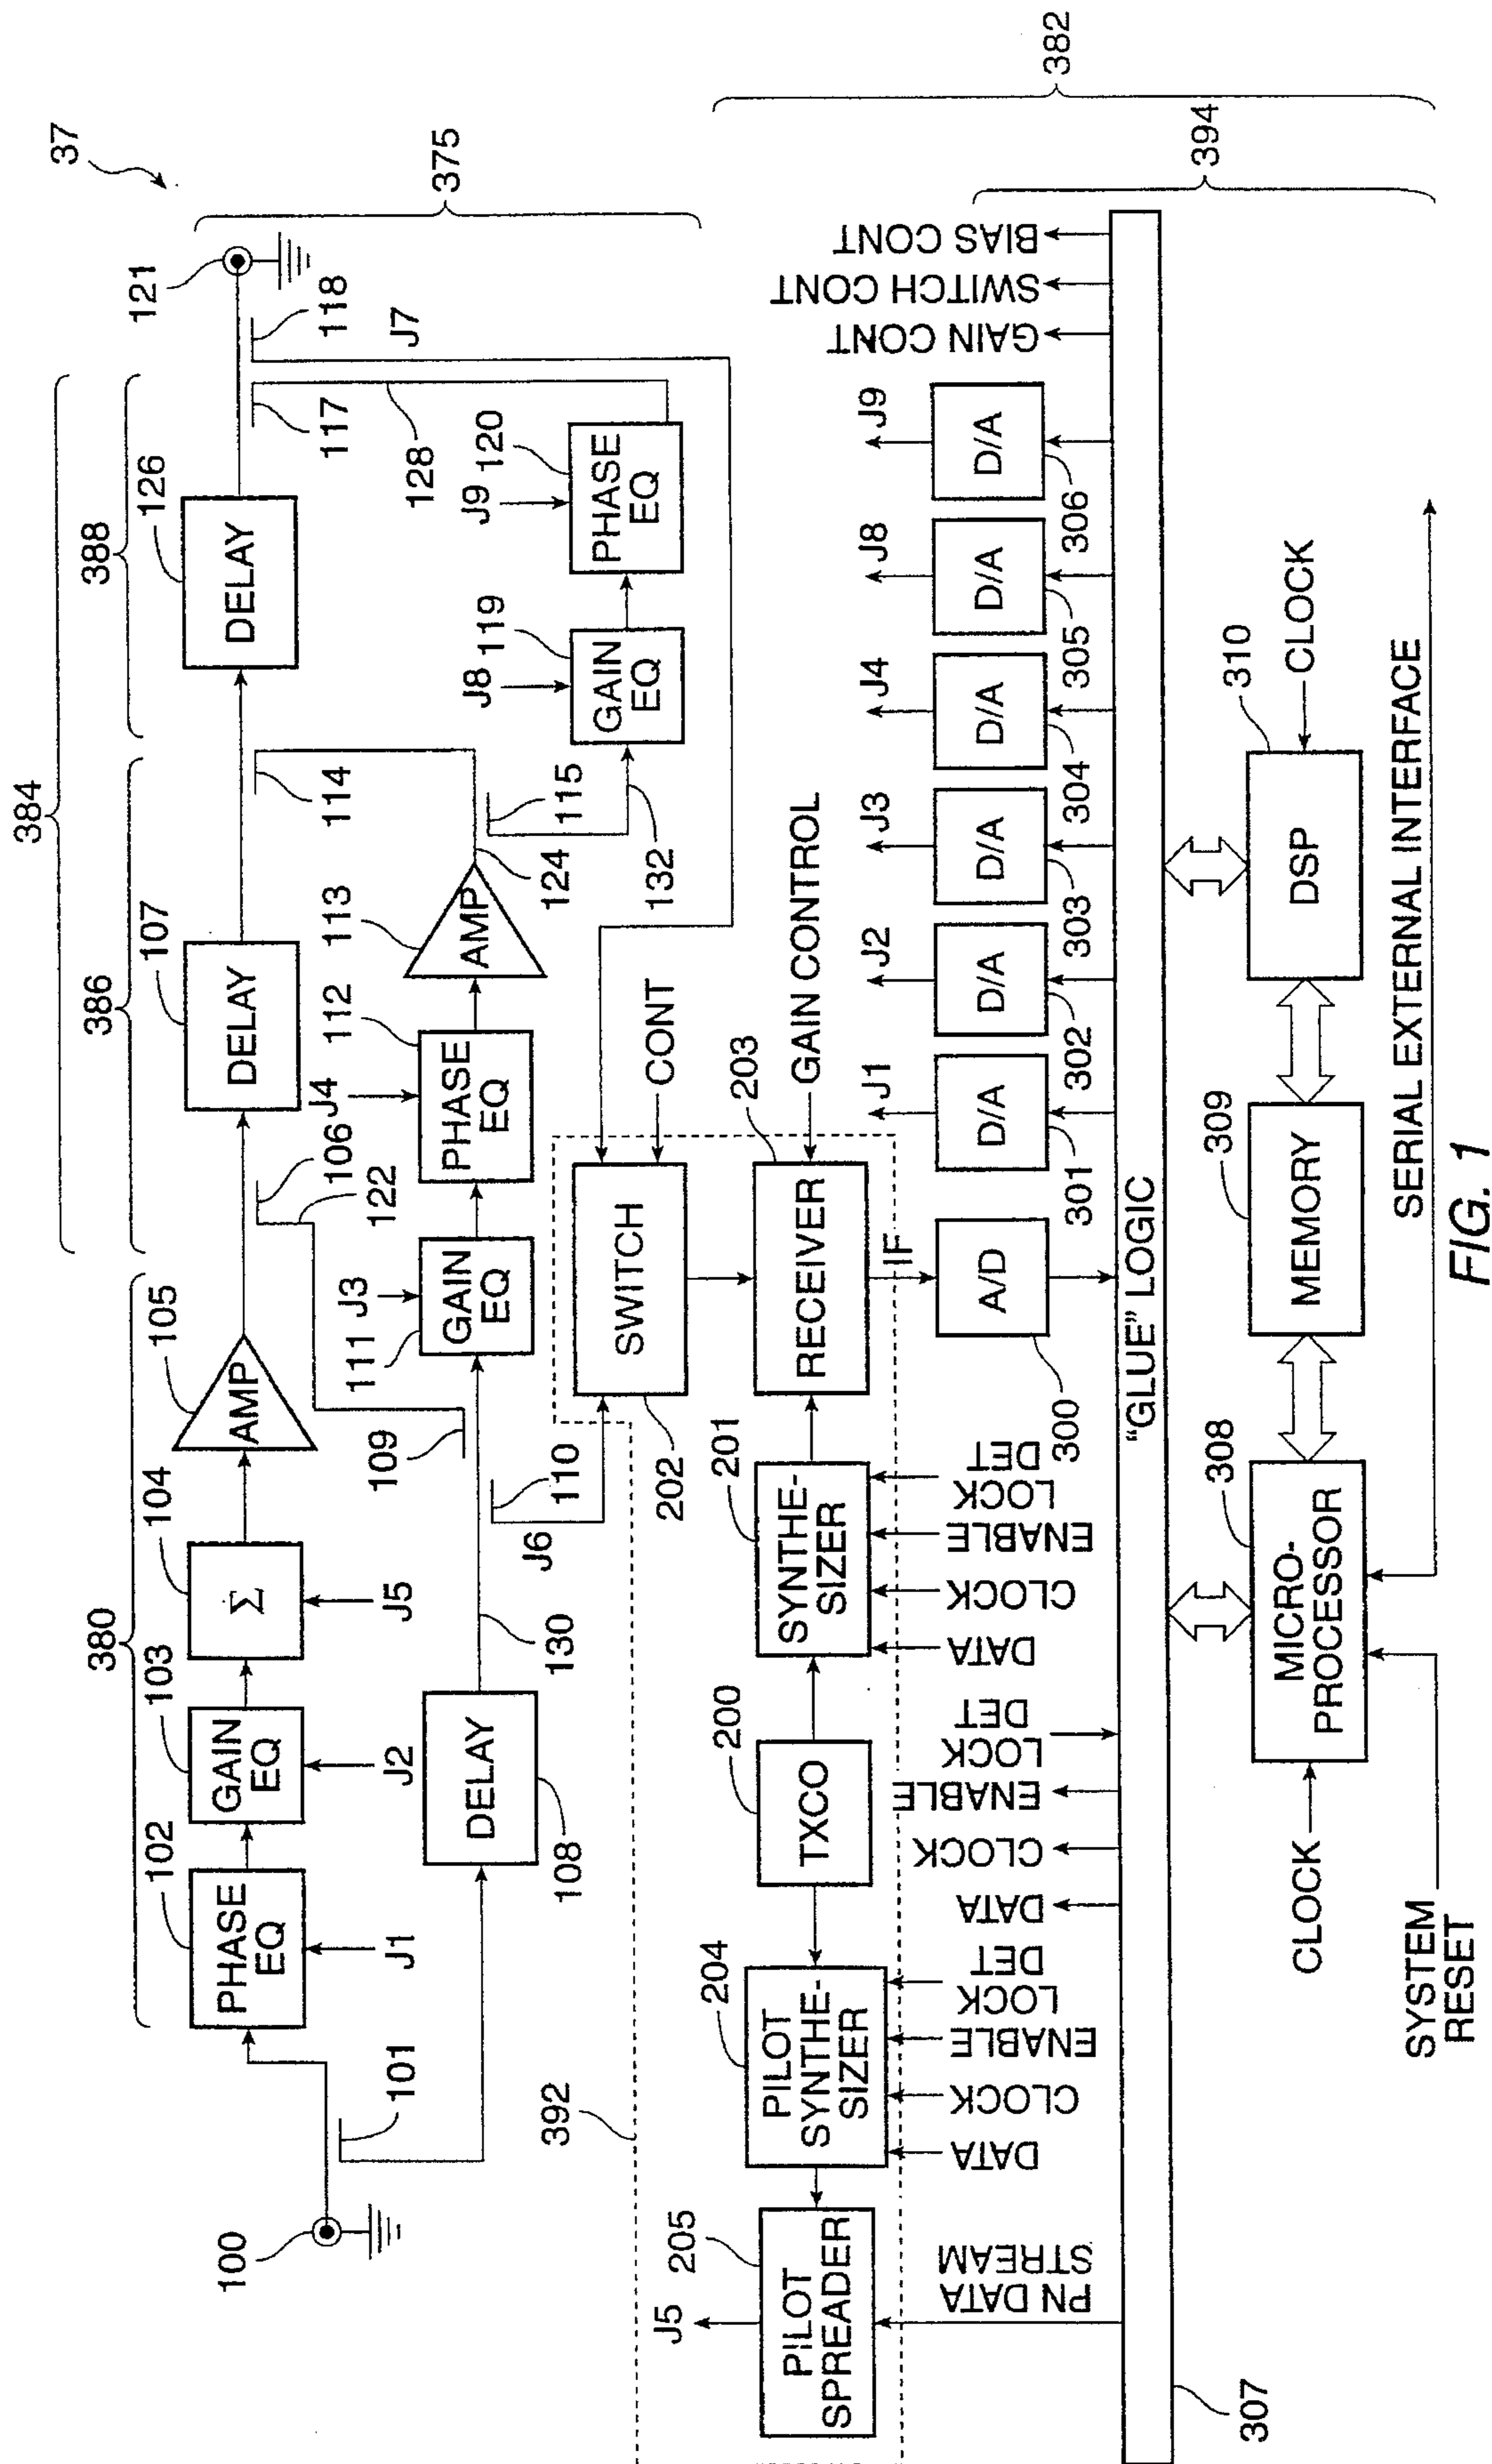 37
384
380
386
388
375
102
103
104
105
107
126
121
PHASE
EQ
GAIN
EQ
Σ
AMP
DELAY
DELAY
100
101
J1
J2
J5
106
122
114
117
118
J7
109
108
DELAY
130
110
J6
111
J3
GAIN
EQ
J4
112
PHASE
EQ
113
AMP
124
115
132
J8
119
GAIN
EQ
J9
120
PHASE
EQ
128
392
202
SWITCH
CONT
J5
205
PILOT
SPREADER
204
PILOT
SYNTHE-
SIZER
200
TXCO
201
SYNTHE-
SIZER
203
RECEIVER
GAIN CONTROL
IF
PN DATA
STREAM
DATA
CLOCK
ENABLE
LOCK
DET
DATA
CLOCK
ENABLE
LOCK
DET
DATA
CLOCK
ENABLE
LOCK
DET
300
A/D
J1
D/A
301
J2
D/A
302
J3
D/A
303
J4
D/A
304
J8
D/A
305
J9
D/A
306
GAIN CONT
SWITCH CONT
BIAS CONT
382
394
307
"GLUE" LOGIC
CLOCK
308
MICRO-
PROCESSOR
309
MEMORY
310
DSP
CLOCK
SYSTEM
RESET
SERIAL EXTERNAL INTERFACE
FIG. 1